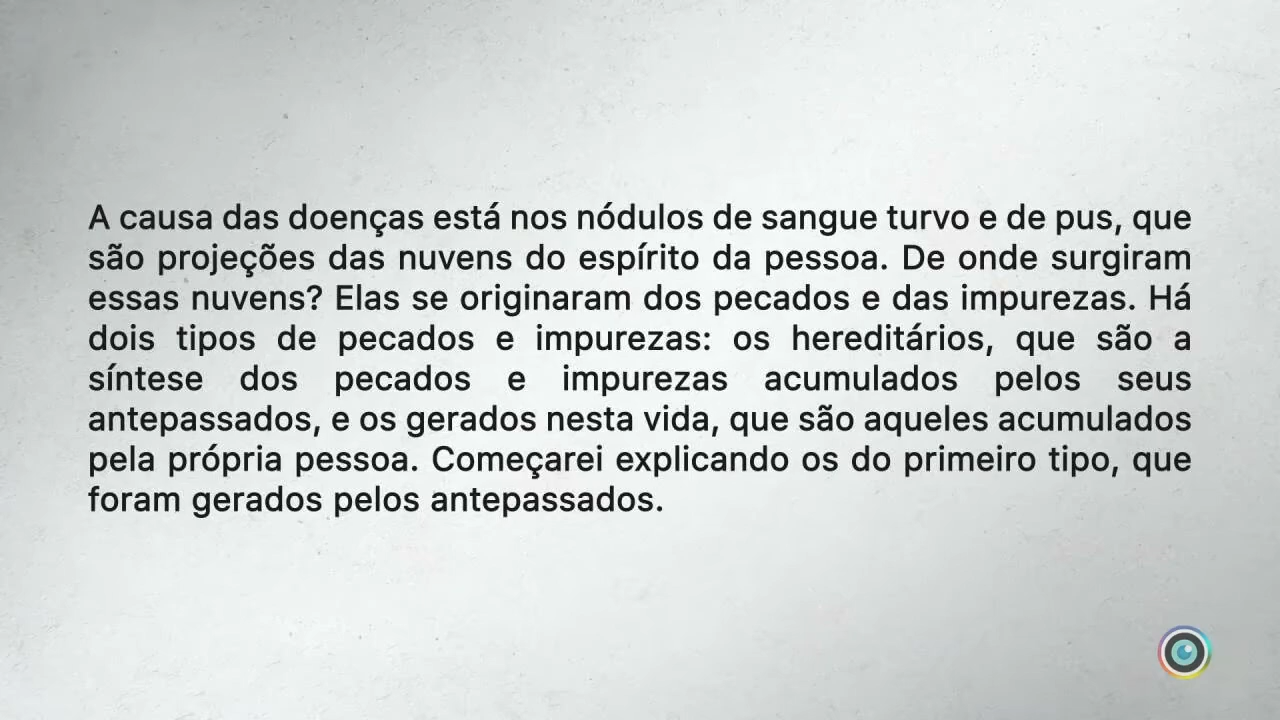 A causa das doenças está nos nódulos de sangue turvo e de pus, que
são projeções das nuvens do espírito da pessoa. De onde surgiram
essas nuvens? Elas se originaram dos pecados e das impurezas. Há
dois tipos de pecados e impurezas: os hereditários, que são a
síntese dos pecados e impurezas acumulados pelos seus
antepassados, e os gerados nesta vida, que são aqueles acumulados
pela própria pessoa. Começarei explicando os do primeiro tipo, que
foram gerados pelos antepassados.